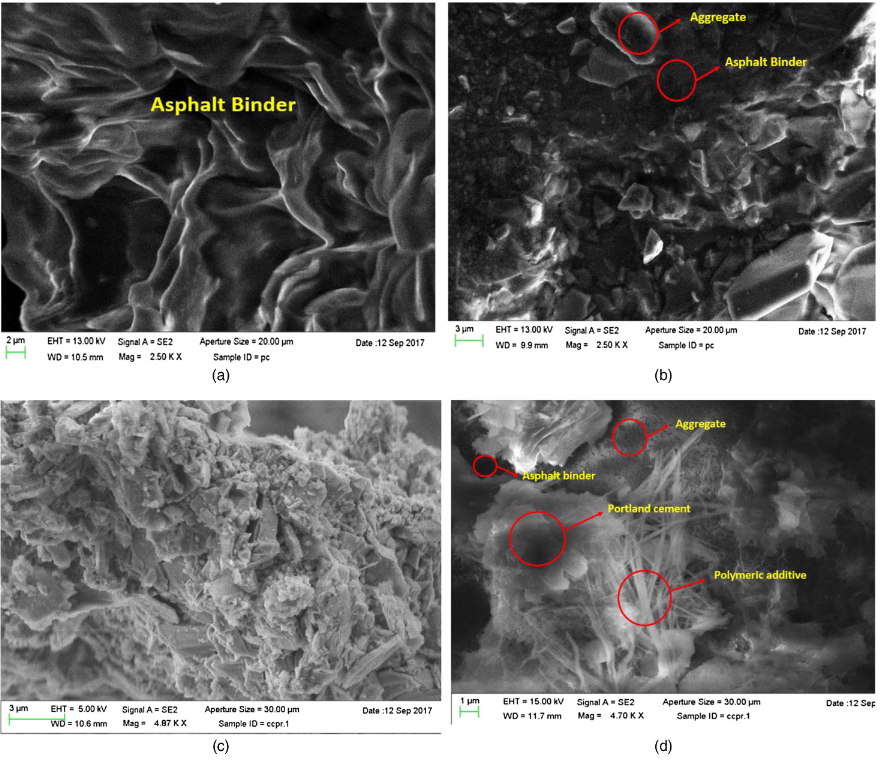 Asphalt Binder
2 µm
EHT = 13.00 kV Signal A = SE2 Aperture Size = 20.00 µm Date :12 Sep 2017
WD = 10.5 mm Mag = 2.50 K X Sample ID = pc
(a)
Aggregate
Asphalt Binder
3 µm
EHT = 13.00 kV Signal A = SE2 Aperture Size = 20.00 µm Date :12 Sep 2017
WD = 9.9 mm Mag = 2.50 K X Sample ID = pc
(b)
3 µm
EHT = 5.00 kV Signal A = SE2 Aperture Size = 30.00 µm Date :12 Sep 2017
WD = 10.6 mm Mag = 4.87 K X Sample ID = ccpr.1
(c)
Aggregate
Asphalt binder
Portland cement
Polymeric additive
1 µm
EHT = 15.00 kV Signal A = SE2 Aperture Size = 30.00 µm Date :12 Sep
WD = 11.7 mm Mag = 4.70 K X Sample ID = ccpr.1
(d)